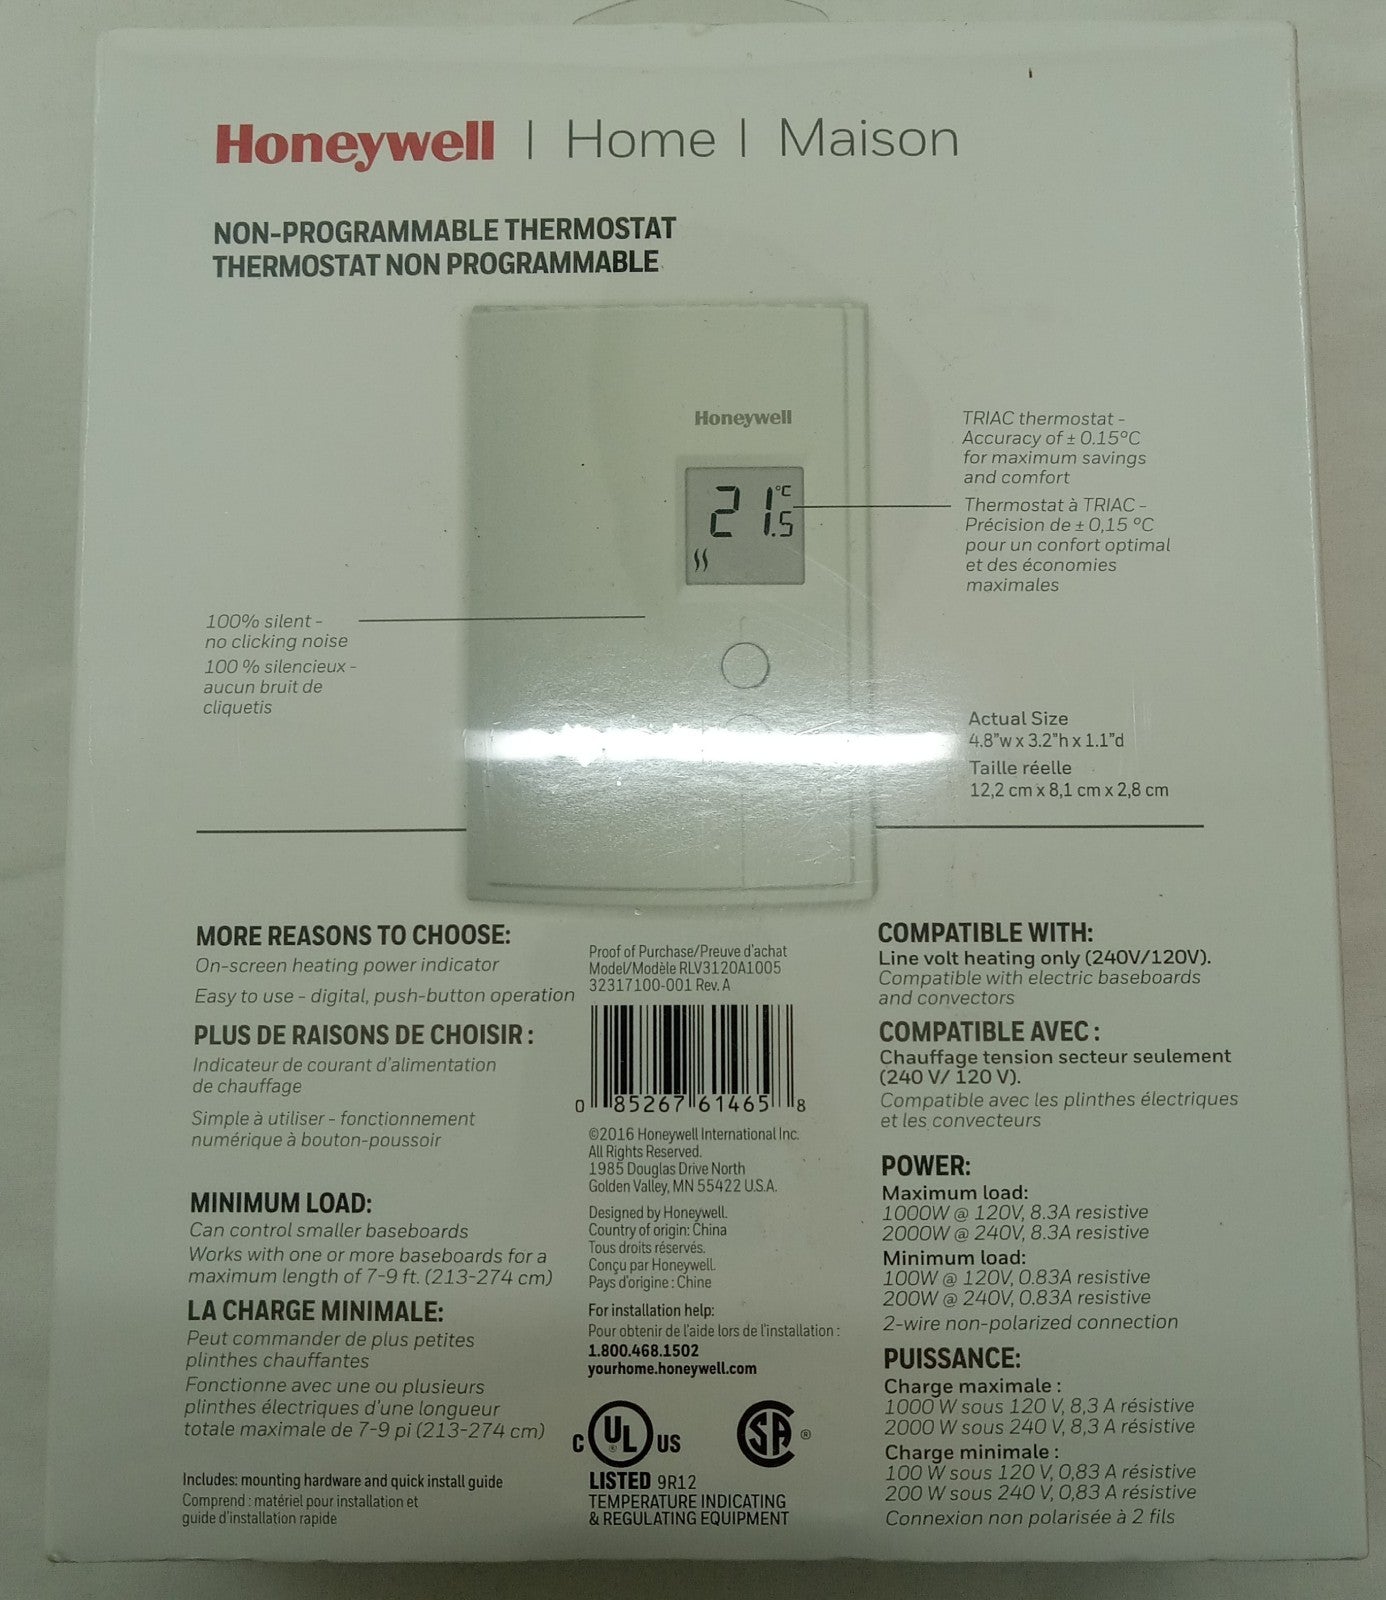 Honeywell | Home | Maison
NON-PROGRAMMABLE THERMOSTAT
THERMOSTAT NON PROGRAMMABLE
Honeywell
21.5 °C
TRIAC thermostat -
Accuracy of ± 0.15°C
for maximum savings
and comfort
Thermostat à TRIAC -
Précision de ± 0,15 °C
pour un confort optimal
et des économies
maximales
100% silent -
no clicking noise
100 % silencieux -
aucun bruit de
cliquetis
Actual Size
4.8"w x 3.2"h x 1.1"d
Taille réelle
12,2 cm x 8,1 cm x 2,8 cm
MORE REASONS TO CHOOSE:
On-screen heating power indicator
Easy to use - digital, push-button operation
PLUS DE RAISONS DE CHOISIR :
Indicateur de courant d'alimentation
de chauffage
Simple à utiliser - fonctionnement
numérique à bouton-poussoir
MINIMUM LOAD:
Can control smaller baseboards
Works with one or more baseboards for a
maximum length of 7-9 ft. (213-274 cm)
LA CHARGE MINIMALE:
Peut commander de plus petites
plinthes chauffantes
Fonctionne avec une ou plusieurs
plinthes électriques d'une longueur
totale maximale de 7-9 pi (213-274 cm)
Includes: mounting hardware and quick install guide
Comprend : matériel pour installation et
guide d'installation rapide
Proof of Purchase/Preuve d'achat
Model/Modèle RLV3120A1005
32317100-001 Rev. A
0 85267 61465 8
©2016 Honeywell International Inc.
All Rights Reserved.
1985 Douglas Drive North
Golden Valley, MN 55422 U.S.A.
Designed by Honeywell.
Country of origin: China
Tous droits réservés.
Conçu par Honeywell.
Pays d'origine : Chine
For installation help:
Pour obtenir de l'aide lors de l'installation :
1.800.468.1502
yourhome.honeywell.com
C UL® US SA ®
LISTED 9R12
TEMPERATURE INDICATING
& REGULATING EQUIPMENT
COMPATIBLE WITH:
Line volt heating only (240V/120V).
Compatible with electric baseboards
and convectors
COMPATIBLE AVEC :
Chauffage tension secteur seulement
(240 V/ 120 V).
Compatible avec les plinthes électriques
et les convecteurs
POWER:
Maximum load:
1000W @ 120V, 8.3A resistive
2000W @ 240V, 8.3A resistive
Minimum load:
100W @ 120V, 0.83A resistive
200W @ 240V, 0.83A resistive
2-wire non-polarized connection
PUISSANCE:
Charge maximale :
1000 W sous 120 V, 8,3 A résistive
2000 W sous 240 V, 8,3 A résistive
Charge minimale :
100 W sous 120 V, 0,83 A résistive
200 W sous 240 V, 0,83 A résistive
Connexion non polarisée à 2 fils